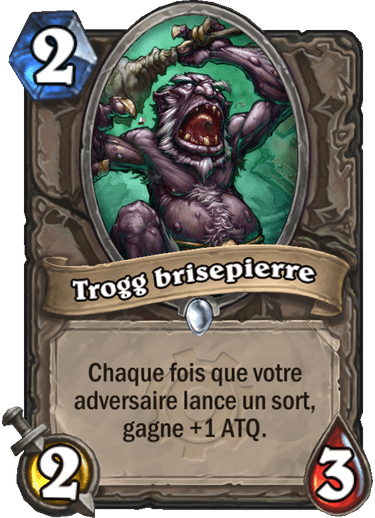 2
Trogg brisepierre
Chaque fois que votre
adversaire lance un sort,
gagne +1 ATQ.
2
3